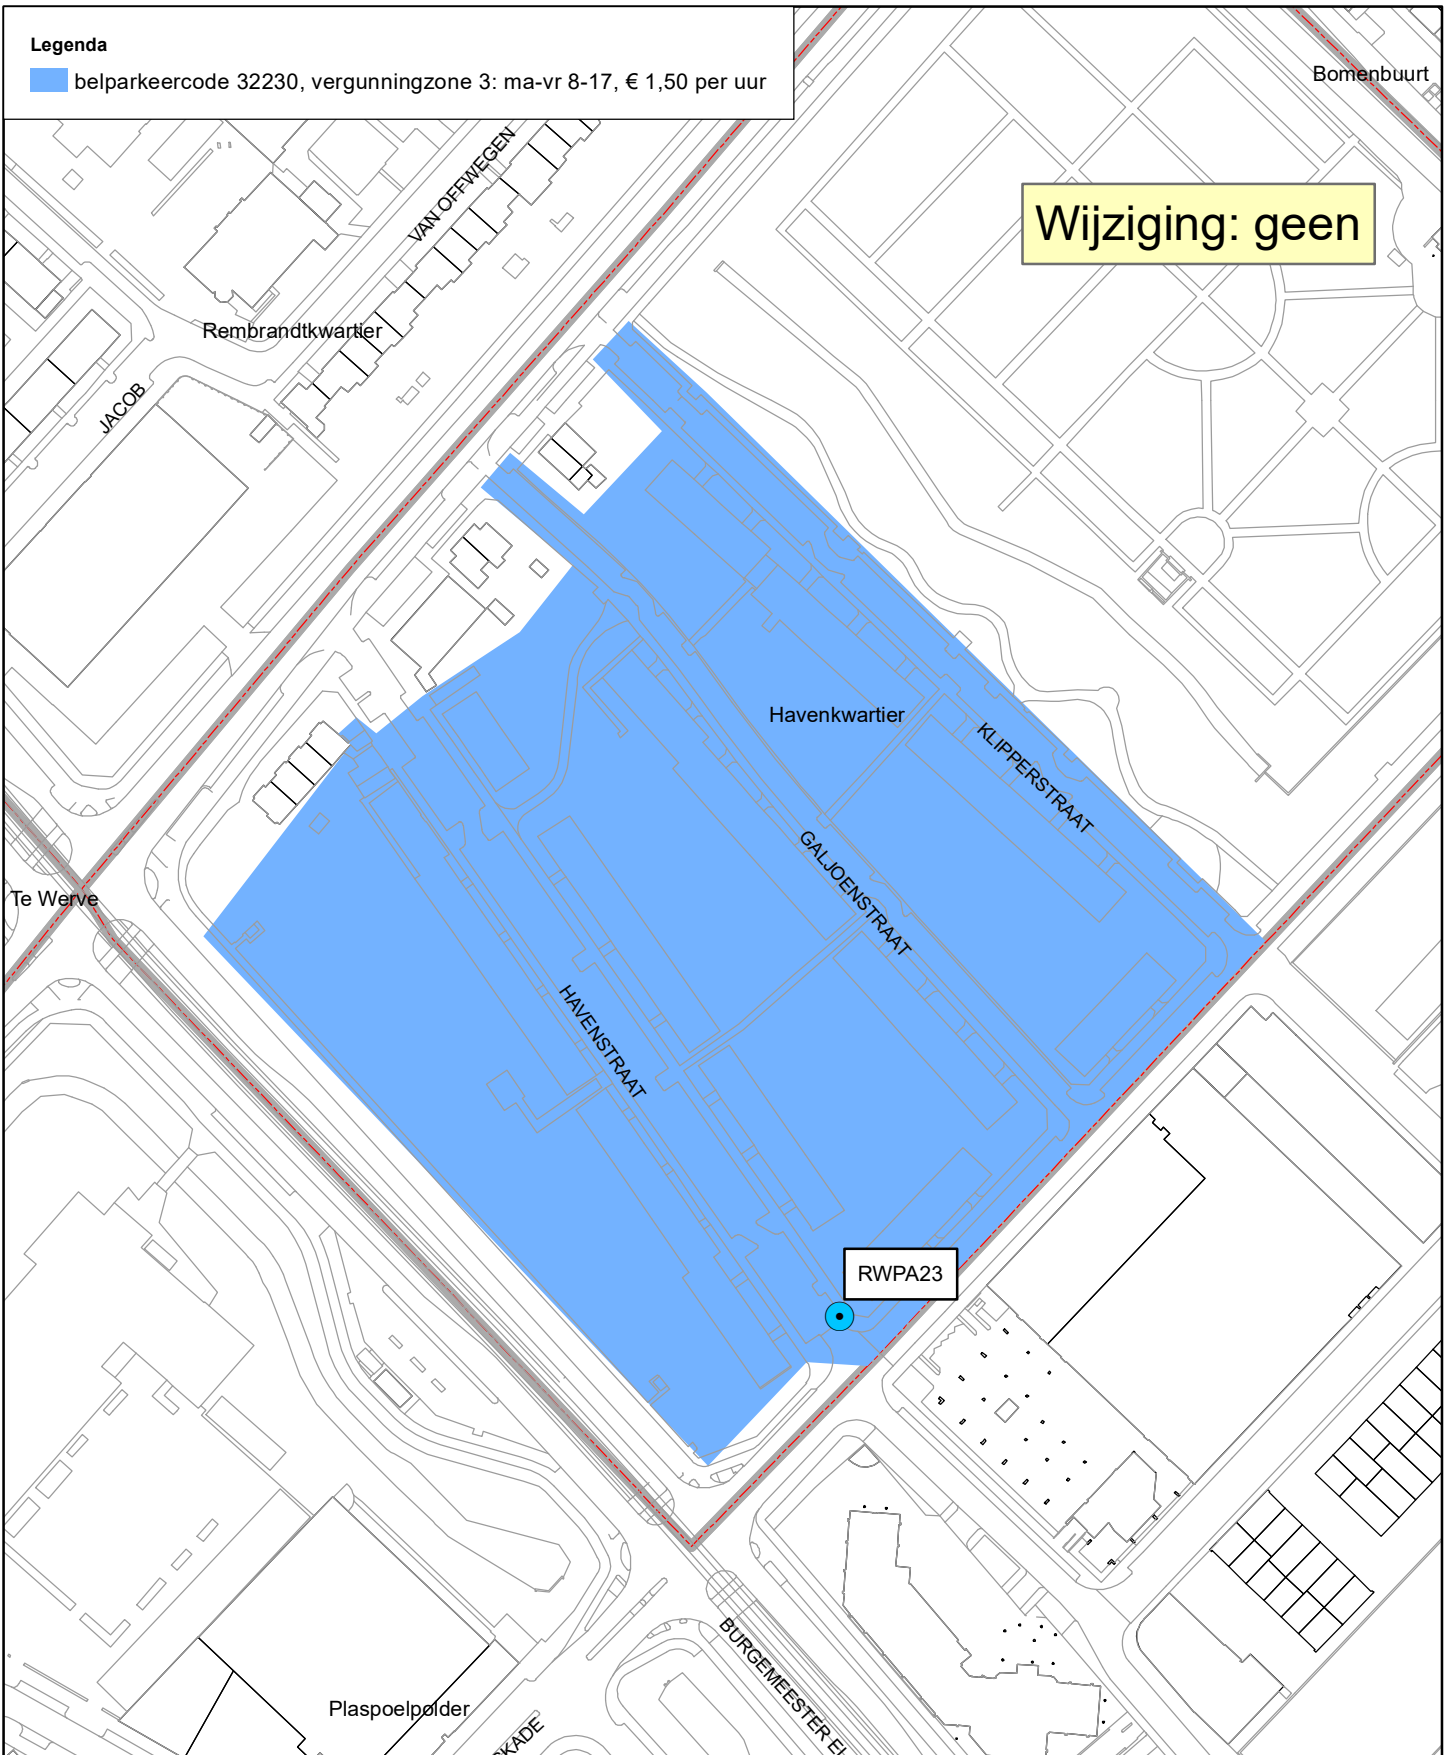 Legenda
belparkeercode 32230, vergunningzone 3: ma-vr 8-17, € 1,50 per uur
Bomenbuurt
VAN OFFWEGEN
Wijziging: geen
Rembrandtkwartier
JACOB
Havenkwartier
KLIPPERSTRAAT
GALJOENSTRAAT
Te Werve
HAVENSTRAAT
RWPA23
BURGEMEESTER
Plaspoelpolder